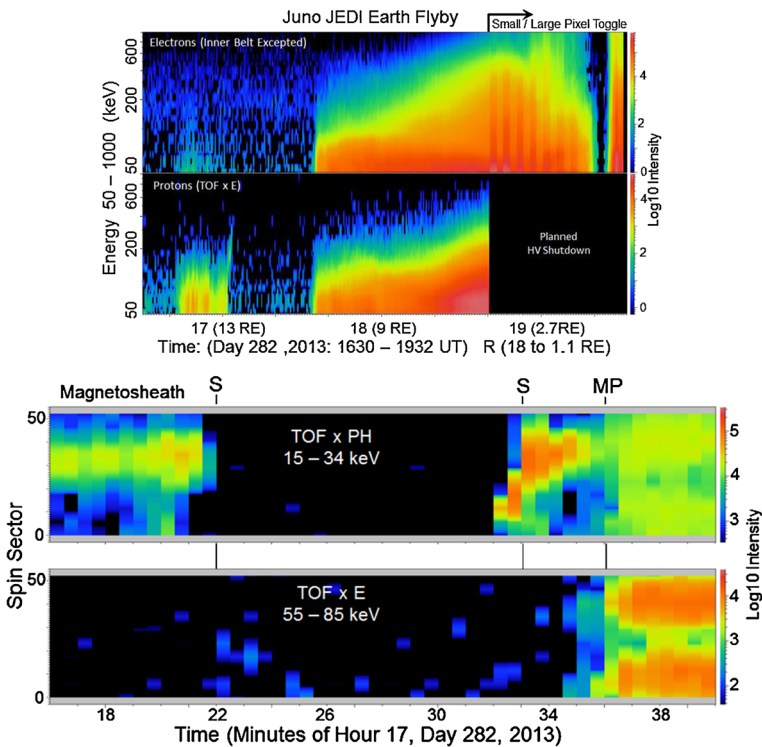 Juno JEDI Earth Flyby
Small / Large Pixel Toggle
Electrons (Inner Belt Excepted)
600
200
50
4
2
0
Protons (TOF x E)
600
200
50
Planned
HV Shutdown
4
2
0
Energy 50 – 1000 (keV)
Log10 Intensity
17 (13 RE) 18 (9 RE) 19 (2.7RE)
Time: (Day 282 ,2013: 1630 – 1932 UT) R (18 to 1.1 RE)
Magnetosheath S S MP
50
0
TOF x PH
15 – 34 keV
5
4
3
50
0
TOF x E
55 – 85 keV
4
3
2
Spin Sector
Log10 Intensity
18 22 26 30 34 38
Time (Minutes of Hour 17, Day 282, 2013)